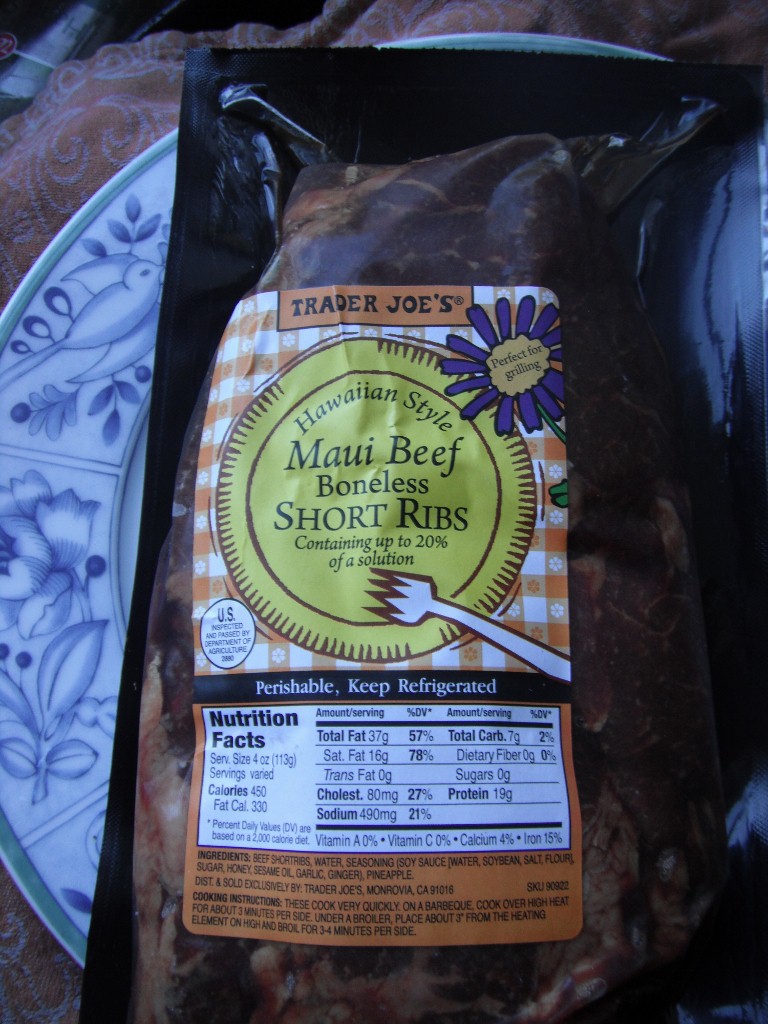 TRADER JOE'S®
Perfect for
grilling
Hawaiian Style
Maui Beef
Boneless
SHORT RIBS
Containing up to 20%
of a solution
U.S.
INSPECTED
AND PASSED BY
DEPARTMENT OF
AGRICULTURE
Perishable, Keep Refrigerated
Nutrition
Facts
Serv. Size 4 oz (113g)
Servings varied
Calories 450
Fat Cal. 330
* Percent Daily Values (DV) are
based on a 2,000 calorie diet.
Amount/serving %DV* Amount/serving %DV*
Total Fat 37g 57% Total Carb. 7g 2%
Sat. Fat 16g 78% Dietary Fiber 0g 0%
Trans Fat 0g Sugars 0g
Cholest. 80mg 27% Protein 19g
Sodium 490mg 21%
Vitamin A 0% • Vitamin C 0% • Calcium 4% • Iron 15%
INGREDIENTS: BEEF SHORTRIBS, WATER, SEASONING (SOY SAUCE [WATER, SOYBEAN, SALT, FLOUR],
SUGAR, HONEY, SESAME OIL, GARLIC, GINGER), PINEAPPLE.
DIST. & SOLD EXCLUSIVELY BY: TRADER JOE'S, MONROVIA, CA 91016 SKU 90922
COOKING INSTRUCTIONS: THESE COOK VERY QUICKLY. ON A BARBEQUE, COOK OVER HIGH HEAT
FOR ABOUT 3 MINUTES PER SIDE. UNDER A BROILER, PLACE ABOUT 3" FROM THE HEATING
ELEMENT ON HIGH AND BROIL FOR 3-4 MINUTES PER SIDE.